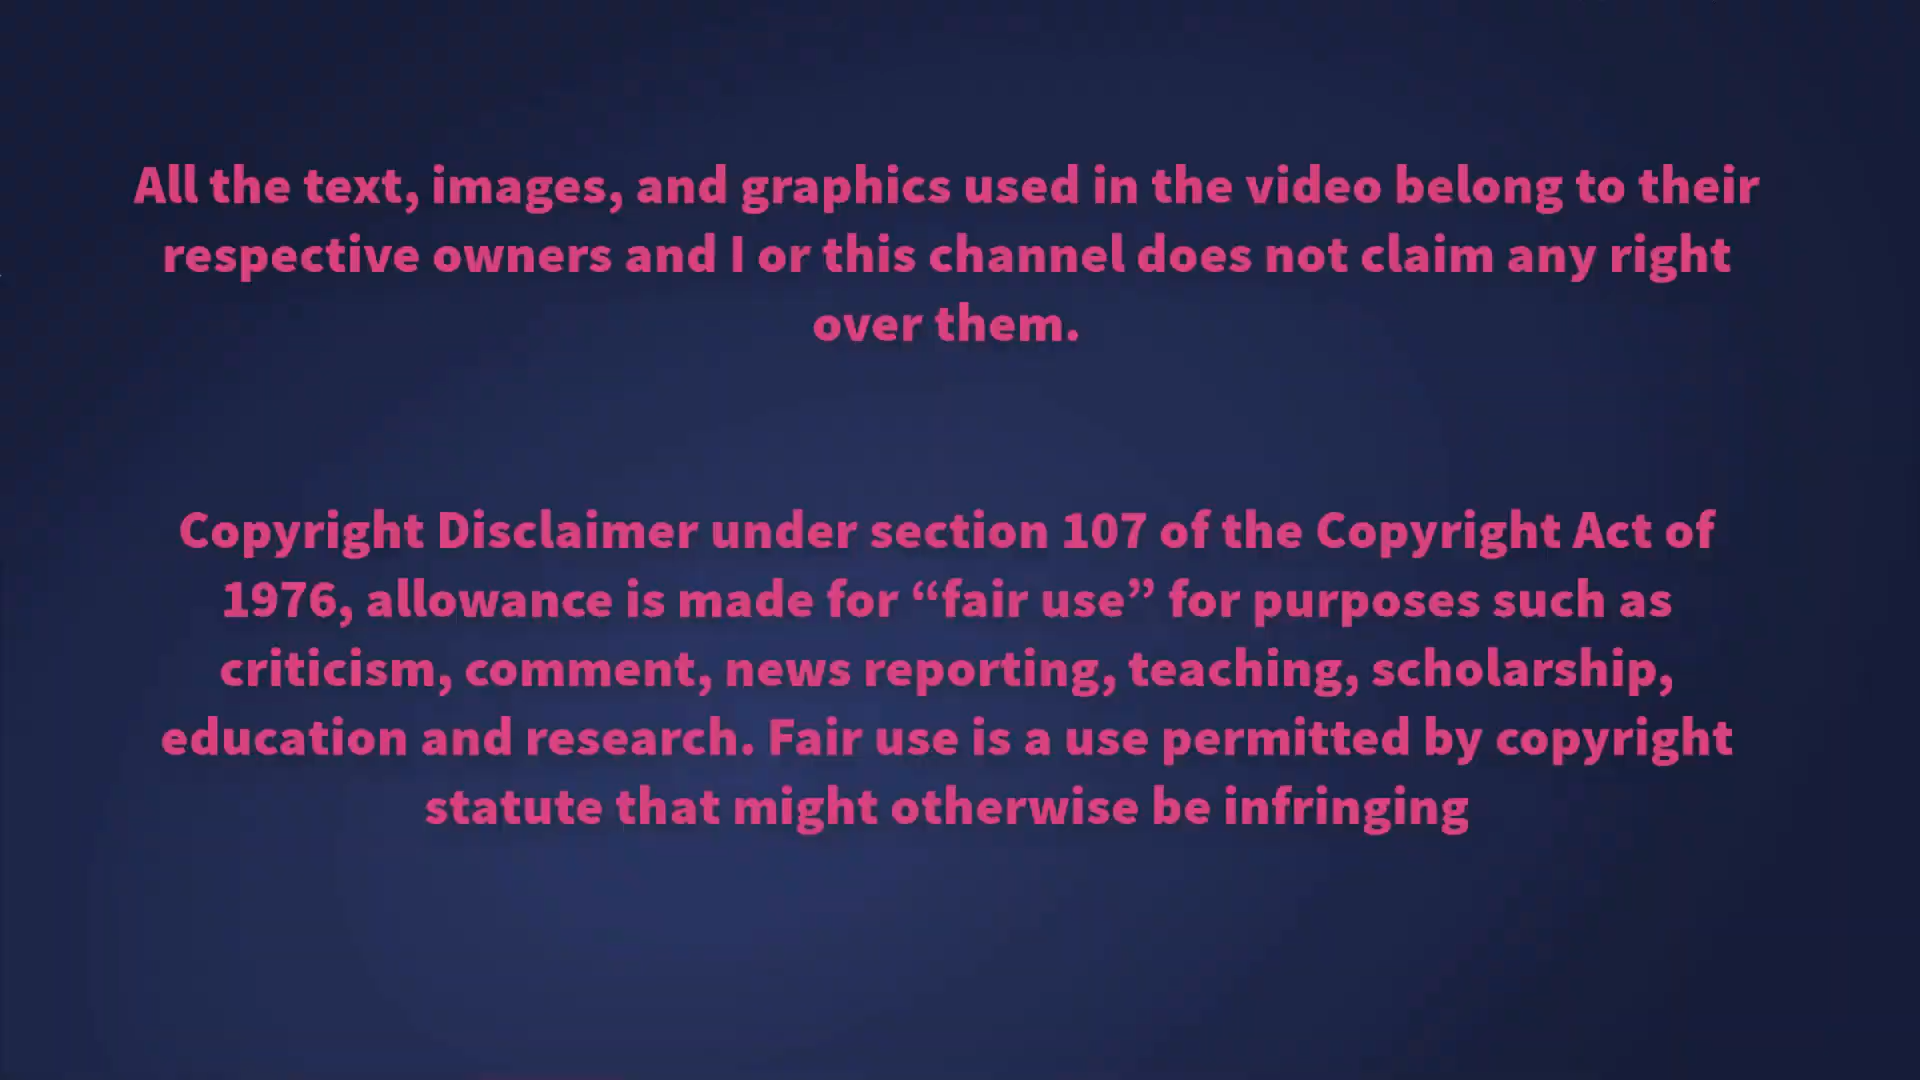 All the text, images, and graphics used in the video belong to their
respective owners and I or this channel does not claim any right
over them.
Copyright Disclaimer under section 107 of the Copyright Act of
1976, allowance is made for “fair use” for purposes such as
criticism, comment, news reporting, teaching, scholarship,
education and research. Fair use is a use permitted by copyright
statute that might otherwise be infringing